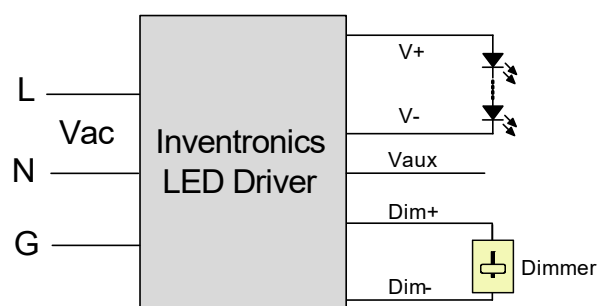 L
Vac
N
G
Inventronics
LED Driver
V+
V-
Vaux
Dim+
Dim-
Dimmer